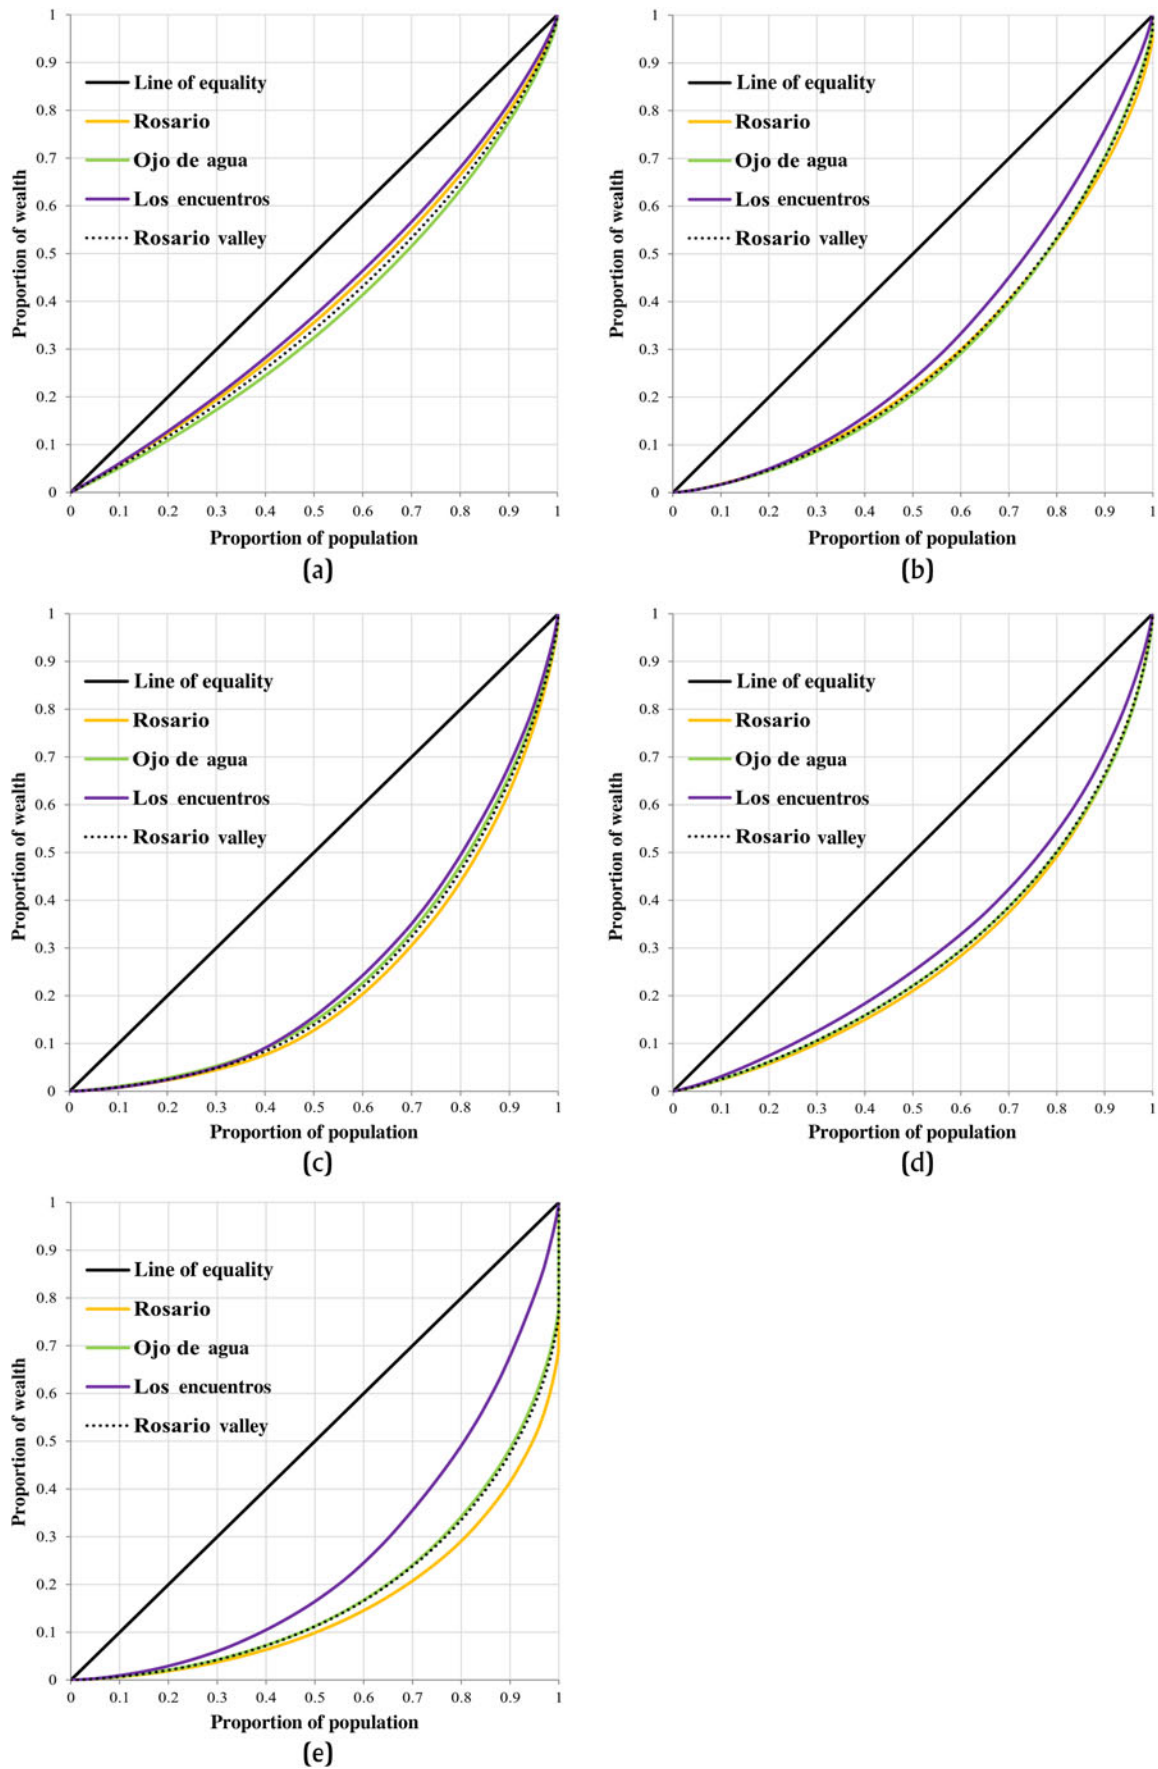 1
0.9
0.8
0.7
0.6
0.5
0.4
0.3
0.2
0.1
0
Proportion of wealth
Line of equality
Rosario
Ojo de agua
Los encuentros
Rosario valley
0 0.1 0.2 0.3 0.4 0.5 0.6 0.7 0.8 0.9 1
Proportion of population
(a)
1
0.9
0.8
0.7
0.6
0.5
0.4
0.3
0.2
0.1
0
Proportion of wealth
Line of equality
Rosario
Ojo de agua
Los encuentros
Rosario valley
0 0.1 0.2 0.3 0.4 0.5 0.6 0.7 0.8 0.9 1
Proportion of population
(b)
1
0.9
0.8
0.7
0.6
0.5
0.4
0.3
0.2
0.1
0
Proportion of wealth
Line of equality
Rosario
Ojo de agua
Los encuentros
Rosario valley
0 0.1 0.2 0.3 0.4 0.5 0.6 0.7 0.8 0.9 1
Proportion of population
(c)
1
0.9
0.8
0.7
0.6
0.5
0.4
0.3
0.2
0.1
0
Proportion of wealth
Line of equality
Rosario
Ojo de agua
Los encuentros
Rosario valley
0 0.1 0.2 0.3 0.4 0.5 0.6 0.7 0.8 0.9 1
Proportion of population
(d)
1
0.9
0.8
0.7
0.6
0.5
0.4
0.3
0.2
0.1
0
Proportion of wealth
Line of equality
Rosario
Ojo de agua
Los encuentros
Rosario valley
0 0.1 0.2 0.3 0.4 0.5 0.6 0.7 0.8 0.9 1
Proportion of population
(e)